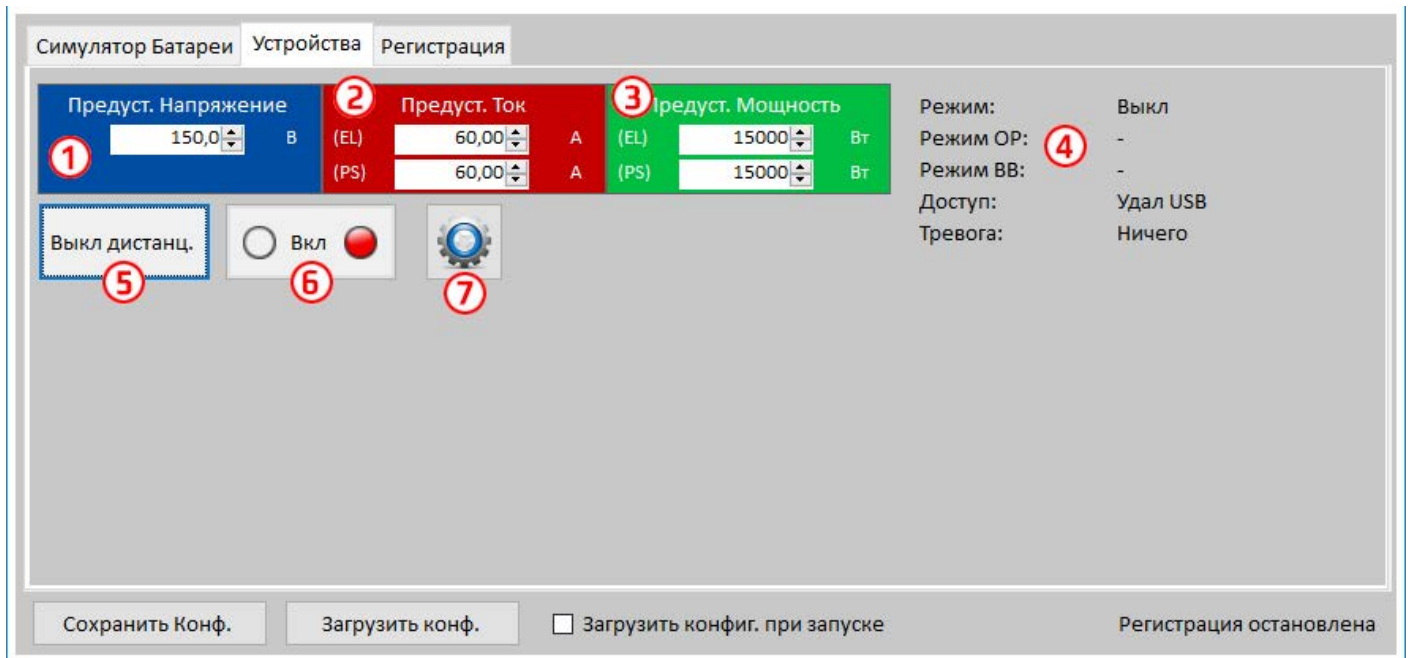 Симулятор Батареи Устройства Регистрация
Предуст. Напряжение 2 Предуст. Ток 3 Предуст. Мощность
1 150,0 В (EL) 60,00 А (EL) 15000 Вт
(PS) 60,00 А (PS) 15000 Вт
Режим: Выкл
Режим ОР: 4 -
Режим ВВ: -
Доступ: Удал USB
Тревога: Ничего
Выкл дистанц. Вкл
5 6 7
Сохранить Конф. Загрузить конф. Загрузить конфиг. при запуске Регистрация остановлена